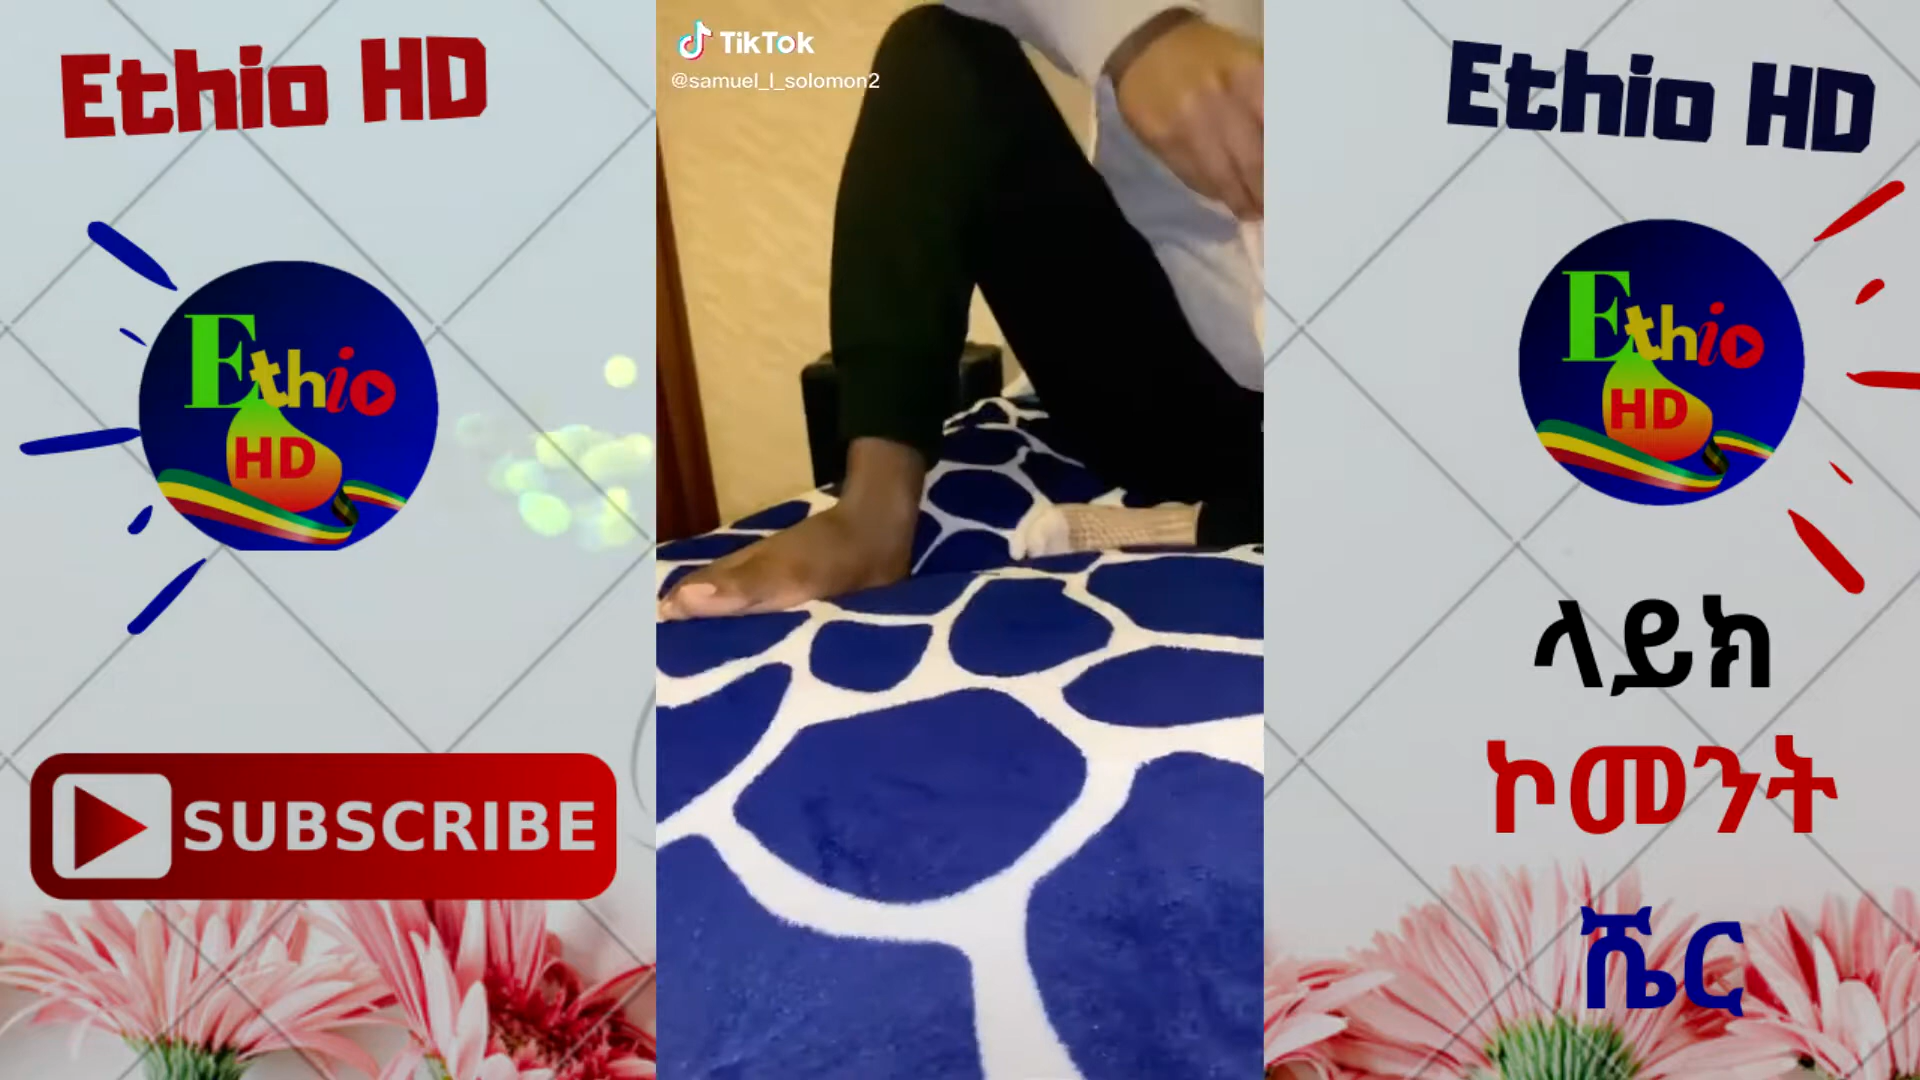 Ethio HD
Ethio
HD
SUBSCRIBE
TikTok
@samuel_l_solomon2
Ethio HD
Ethio
HD
ላይክ
ኮመንት
ሼር